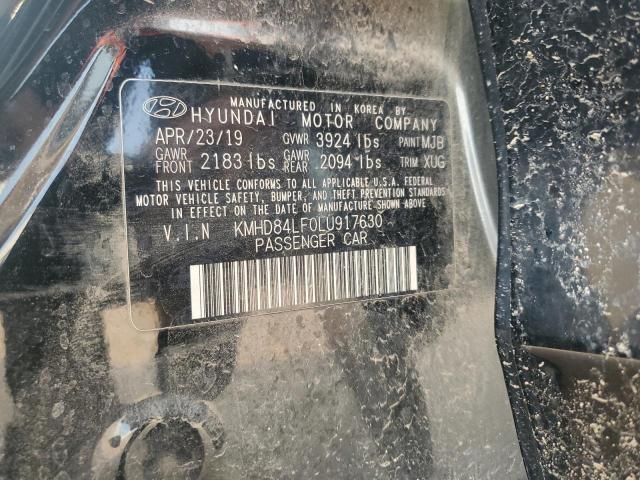 MANUFACTURED IN KOREA BY
HYUNDAI MOTOR COMPANY
APR/23/19 GVWR 3924 lbs PAINT MJB
GAWR FRONT 2183 lbs GAWR REAR 2094 lbs TRIM XUG
THIS VEHICLE CONFORMS TO ALL APPLICABLE U.S.A. FEDERAL
MOTOR VEHICLE SAFETY, BUMPER, AND THEFT PREVENTION STANDARDS
IN EFFECT ON THE DATE OF MANUFACTURE SHOWN ABOVE
V.I.N KMHD84LF0LU917630
PASSENGER CAR